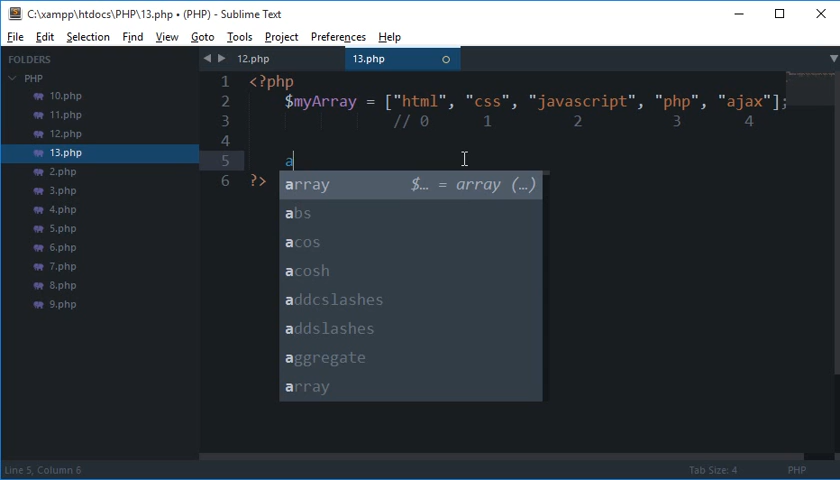 C:\xampp\htdocs\PHP\13.php • (PHP) - Sublime Text
File Edit Selection Find View Goto Tools Project Preferences Help
FOLDERS
PHP
10.php
11.php
12.php
13.php
2.php
3.php
4.php
5.php
6.php
7.php
8.php
9.php
12.php 13.php
1 <?php
2 $myArray = ["html", "css", "javascript", "php", "ajax"];
3 // 0 1 2 3 4
4
5 a
6 ?>
array $… = array (…)
abs
acos
acosh
addcslashes
addslashes
aggregate
array
Line 5, Column 6 Tab Size: 4 PHP